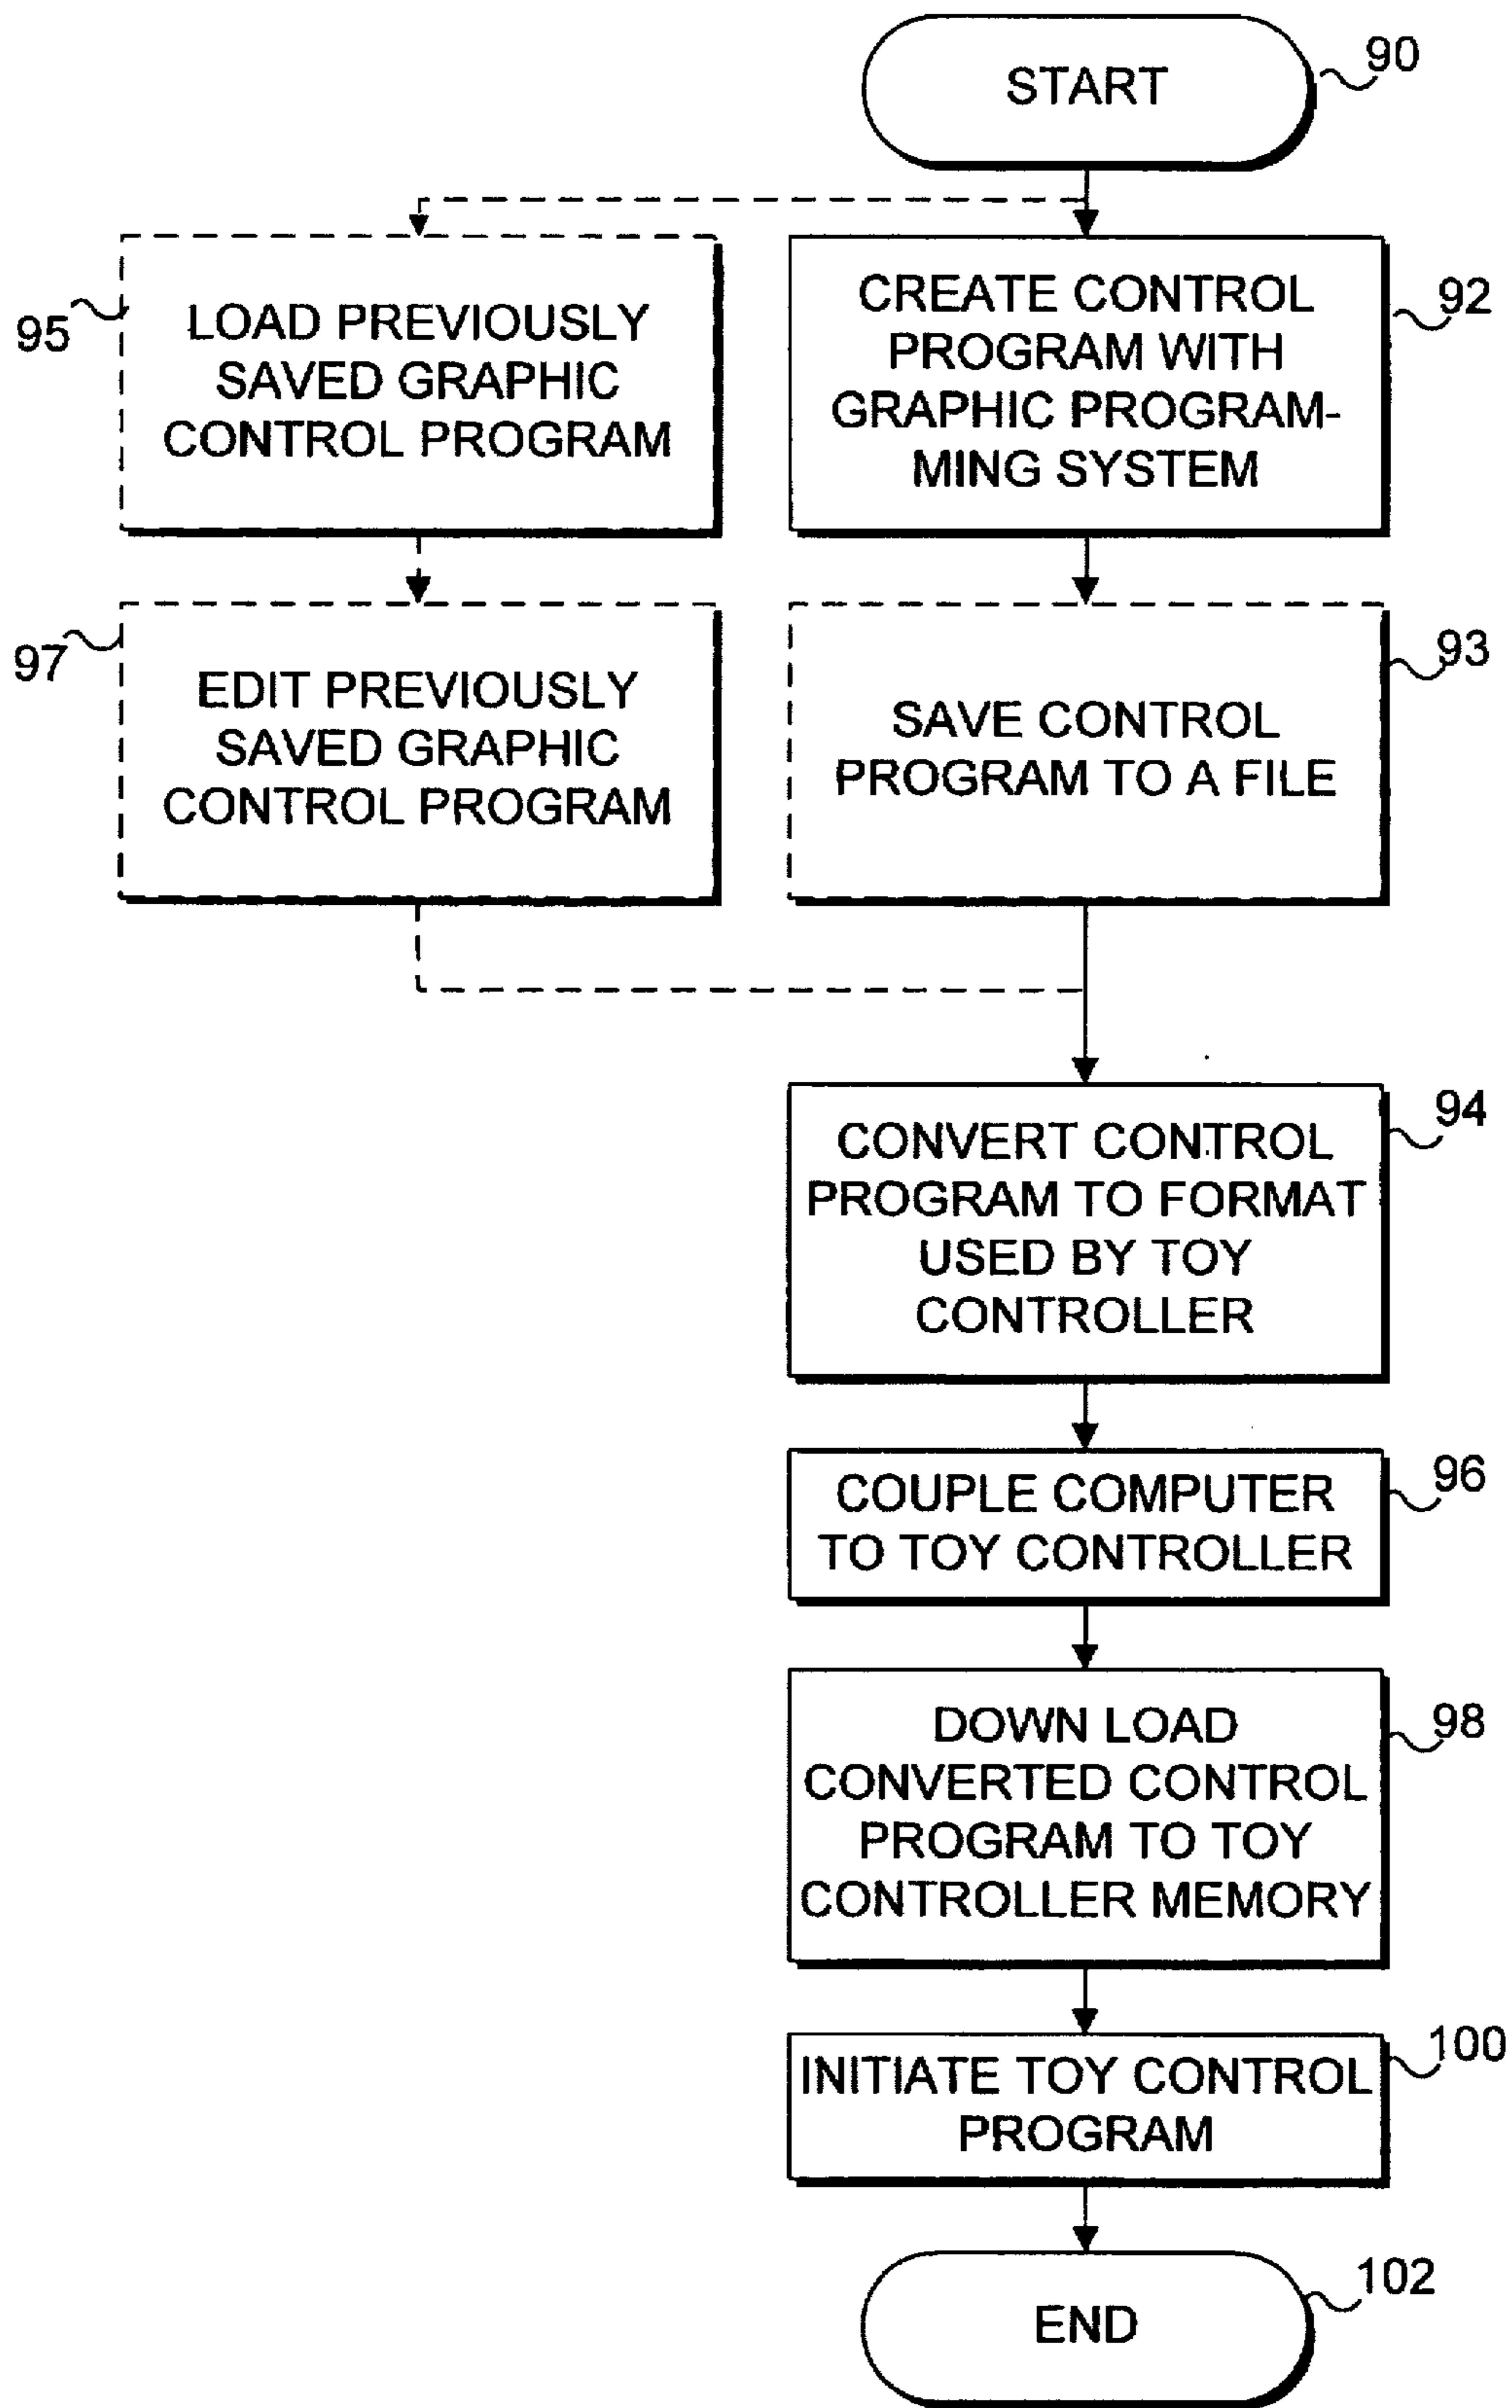 START
90
LOAD PREVIOUSLY
SAVED GRAPHIC
CONTROL PROGRAM
95
CREATE CONTROL
PROGRAM WITH
GRAPHIC PROGRAM-
MING SYSTEM
92
EDIT PREVIOUSLY
SAVED GRAPHIC
CONTROL PROGRAM
97
SAVE CONTROL
PROGRAM TO A FILE
93
CONVERT CONTROL
PROGRAM TO FORMAT
USED BY TOY
CONTROLLER
94
COUPLE COMPUTER
TO TOY CONTROLLER
96
DOWN LOAD
CONVERTED CONTROL
PROGRAM TO TOY
CONTROLLER MEMORY
98
INITIATE TOY CONTROL
PROGRAM
100
END
102